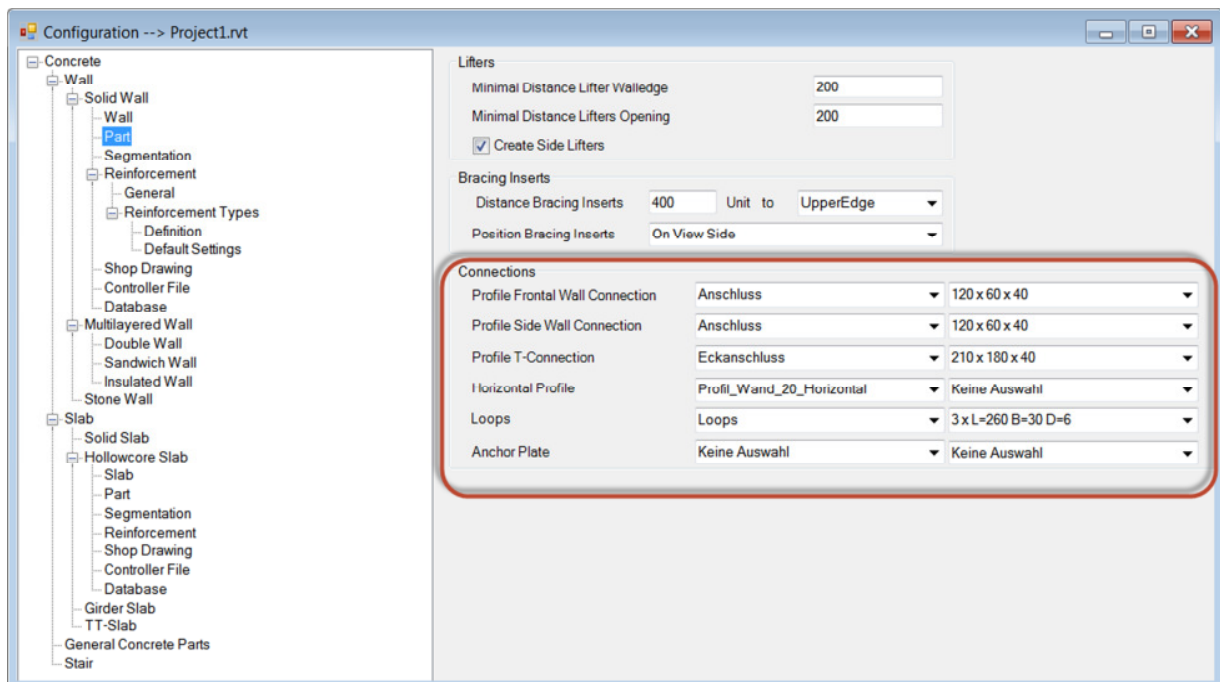 Configuration --> Project1.rvt
Concrete
Wall
Solid Wall
Wall
Part
Segmentation
Reinforcement
General
Reinforcement Types
Definition
Default Settings
Shop Drawing
Controller File
Database
Multilayered Wall
Double Wall
Sandwich Wall
Insulated Wall
Stone Wall
Slab
Solid Slab
Hollowcore Slab
Slab
Part
Segmentation
Reinforcement
Shop Drawing
Controller File
Database
Girder Slab
TT-Slab
General Concrete Parts
Stair
Lifters
Minimal Distance Lifter Walledge 200
Minimal Distance Lifters Opening 200
Create Side Lifters
Bracing Inserts
Distance Bracing Inserts 400 Unit to UpperEdge
Position Bracing Inserts On View Side
Connections
Profile Frontal Wall Connection Anschluss 120 x 60 x 40
Profile Side Wall Connection Anschluss 120 x 60 x 40
Profile T-Connection Eckanschluss 210 x 180 x 40
Horizontal Profile Profil_Wand_20_Horizontal Keine Auswahl
Loops Loops 3 x L=260 B=30 D=6
Anchor Plate Keine Auswahl Keine Auswahl